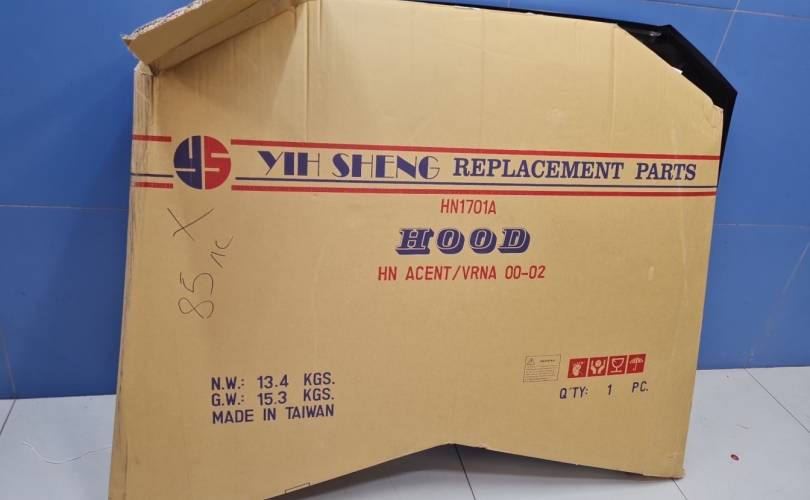 YS YIH SHENG REPLACEMENT PARTS
HN1701A
HOOD
HN ACENT/VRNA 00-02
X
85
N.W.: 13.4 KGS.
G.W.: 15.3 KGS.
MADE IN TAIWAN
Q'TY: 1 PC.